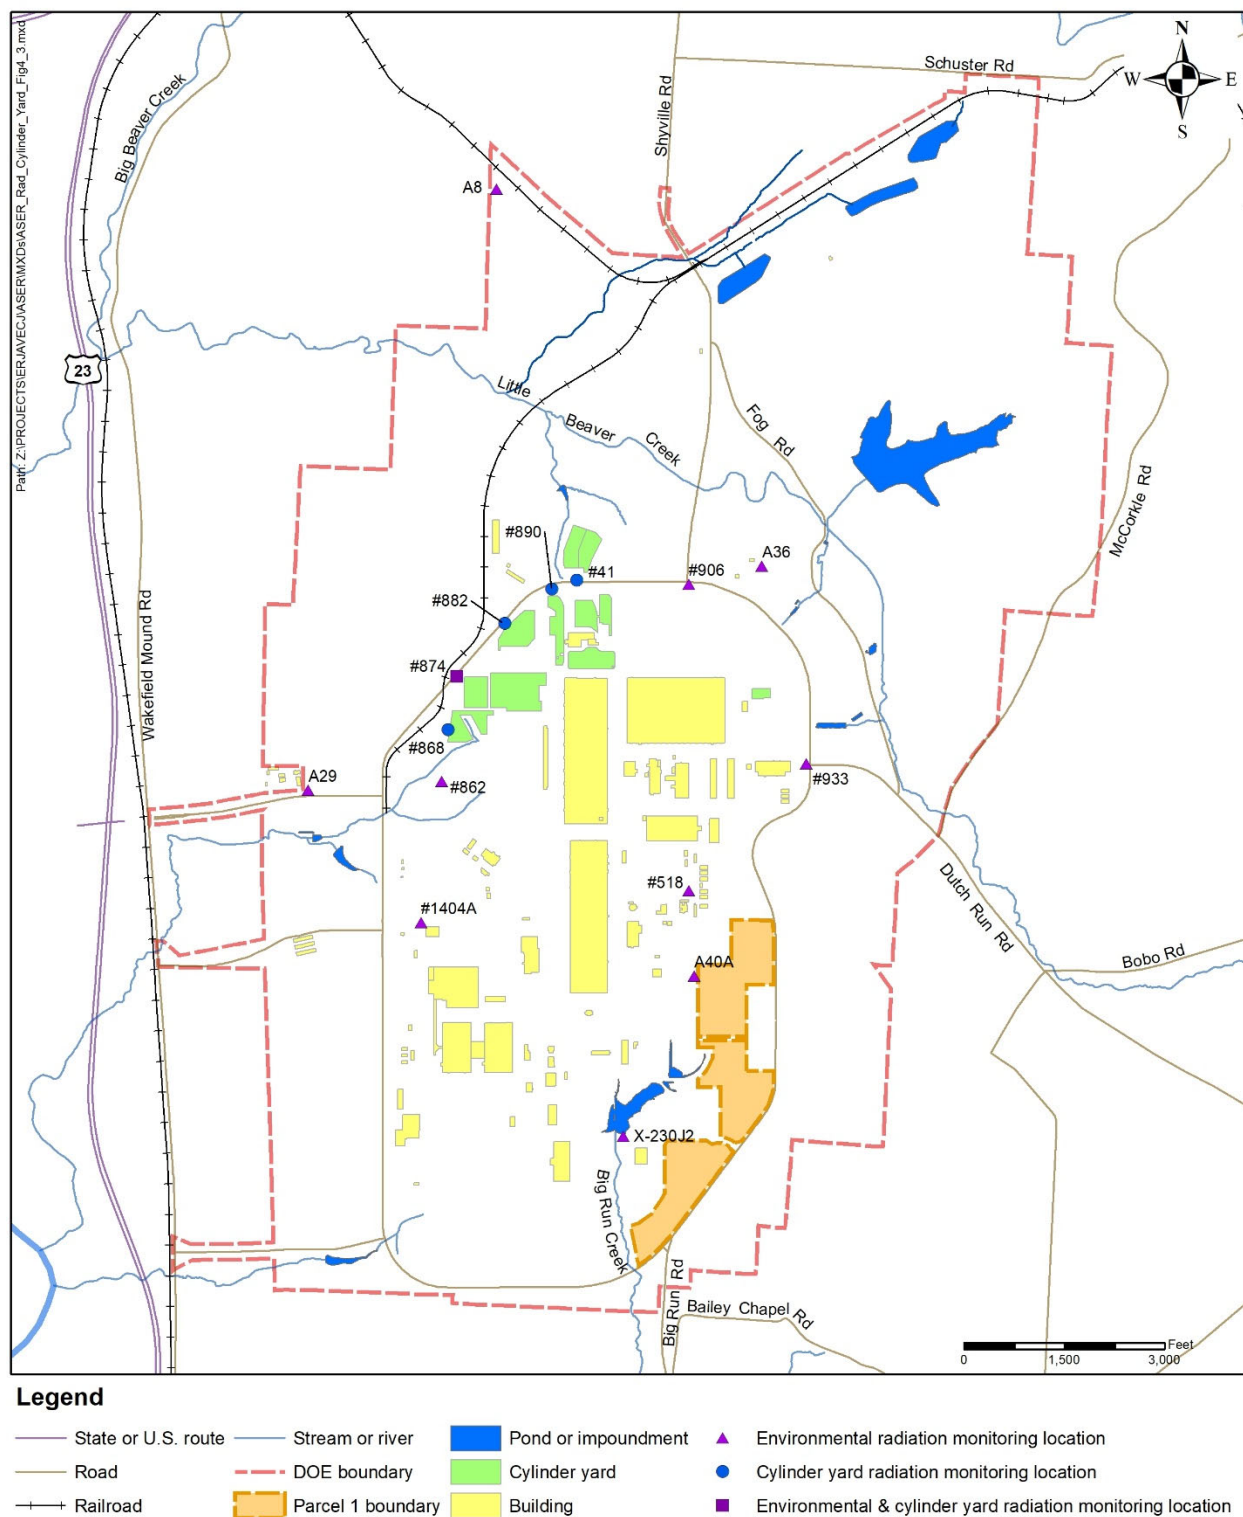 Path: Z:\PROJECTS\ERJAVECJ\ASER\MXDs\ASER_Rad_Cylinder_Yard_Fig4_3.mxd
N
W
E
S
Schuster Rd
Shyville Rd
Big Beaver Creek
A8
23
Little
Beaver
Creek
Fog Rd
McCorkle Rd
#890
#41
#906
A36
#882
#874
Wakefield Mound Rd
#868
A29
#862
#933
#518
#1404A
Dutch Run Rd
A40A
Bobo Rd
X-230J2
Big Run Creek
Big Run Rd
Bailey Chapel Rd
Feet
0
1,500
3,000
Legend
State or U.S. route
Stream or river
Pond or impoundment
Environmental radiation monitoring location
Road
DOE boundary
Cylinder yard
Cylinder yard radiation monitoring location
Railroad
Parcel 1 boundary
Building
Environmental & cylinder yard radiation monitoring location